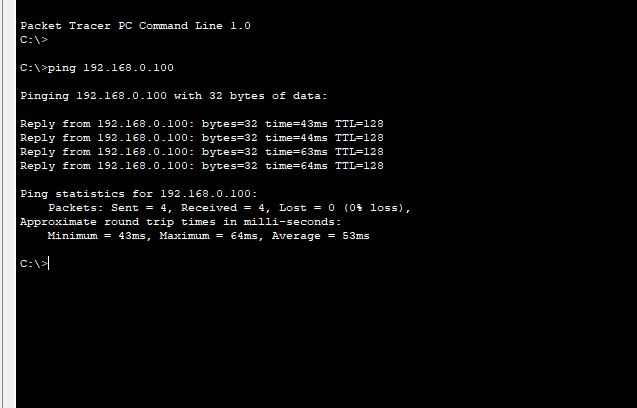 Packet Tracer PC Command Line 1.0
C:\>
C:\>ping 192.168.0.100
Pinging 192.168.0.100 with 32 bytes of data:
Reply from 192.168.0.100: bytes=32 time=43ms TTL=128
Reply from 192.168.0.100: bytes=32 time=44ms TTL=128
Reply from 192.168.0.100: bytes=32 time=63ms TTL=128
Reply from 192.168.0.100: bytes=32 time=64ms TTL=128
Ping statistics for 192.168.0.100:
    Packets: Sent = 4, Received = 4, Lost = 0 (0% loss),
Approximate round trip times in milli-seconds:
    Minimum = 43ms, Maximum = 64ms, Average = 53ms
C:\>